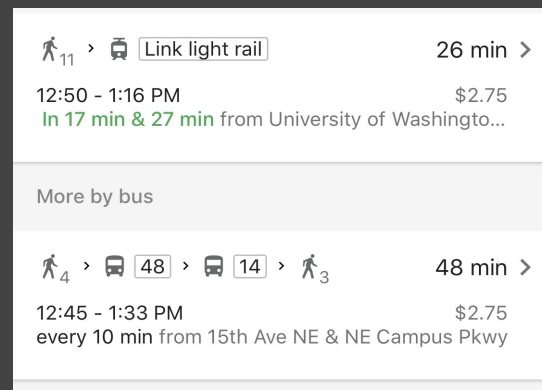 11 > Link light rail 26 min >
12:50 - 1:16 PM $2.75
In 17 min & 27 min from University of Washingto...
More by bus
4 > 48 > 14 > 3 48 min >
12:45 - 1:33 PM $2.75
every 10 min from 15th Ave NE & NE Campus Pkwy